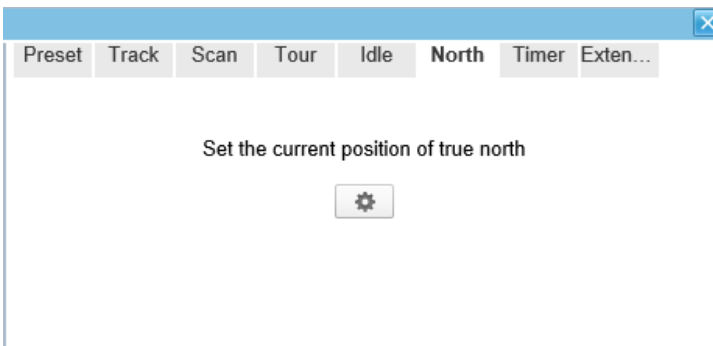 Preset Track Scan Tour Idle North Timer Exten...
Set the current position of true north